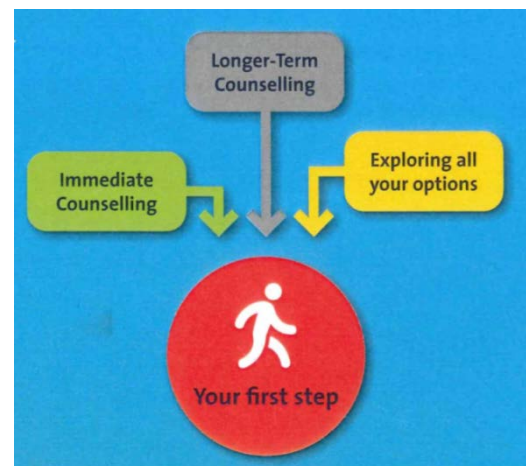 Longer-Term
Counselling
Immediate
Counselling
Exploring all
your options
Your first step